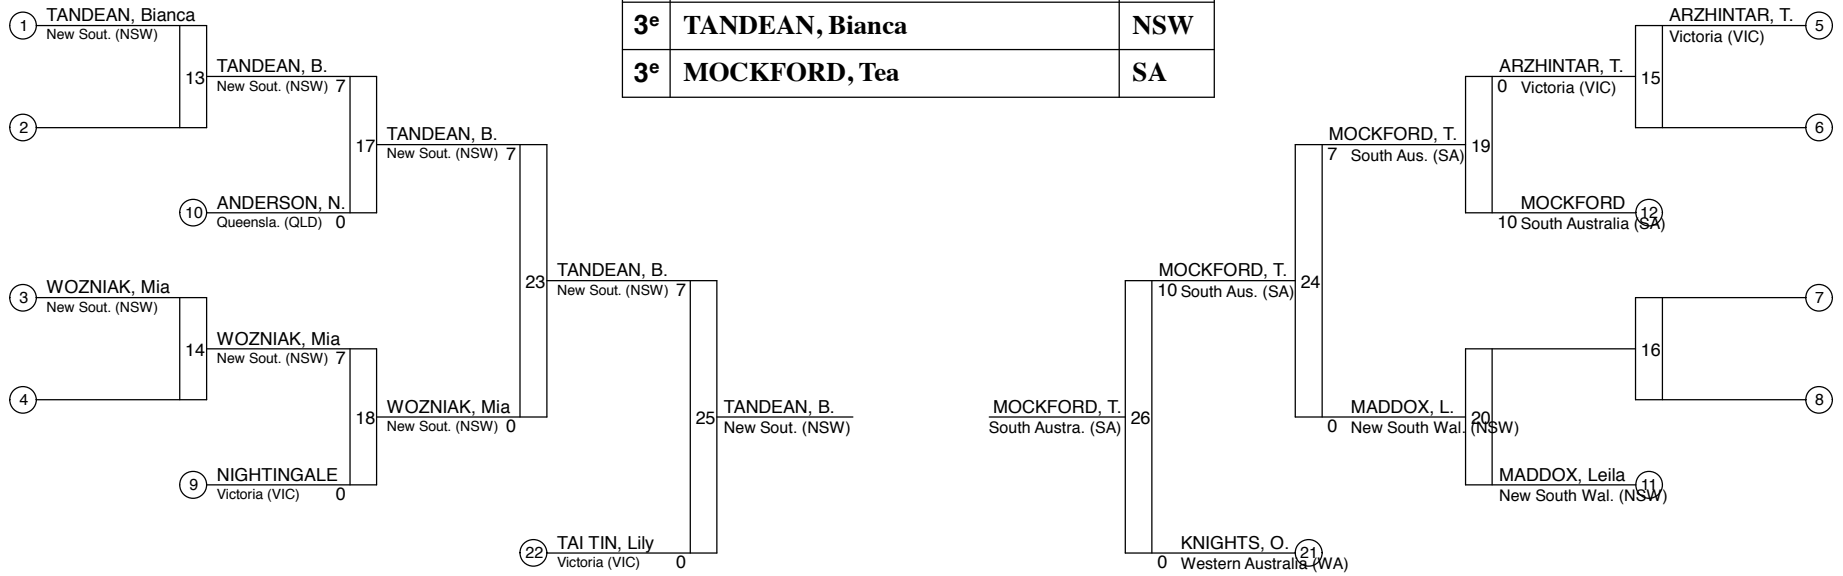 3e TANDEAN, Bianca NSW
3e MOCKFORD, Tea SA
1 TANDEAN, Bianca
New Sout. (NSW)
2
13 TANDEAN, B.
New Sout. (NSW) 7
10 ANDERSON, N.
Queensla. (QLD) 0
17 TANDEAN, B.
New Sout. (NSW) 7
3 WOZNIAK, Mia
New Sout. (NSW)
4
14 WOZNIAK, Mia
New Sout. (NSW) 7
9 NIGHTINGALE
Victoria (VIC) 0
18 WOZNIAK, Mia
New Sout. (NSW) 0
23 TANDEAN, B.
New Sout. (NSW) 7
22 TAI TIN, Lily
Victoria (VIC) 0
25 TANDEAN, B.
New Sout. (NSW)
ARZHINTAR, T. 5
Victoria (VIC)
6
ARZHINTAR, T. 15
0 Victoria (VIC)
MOCKFORD 12
10 South Australia (SA)
MOCKFORD, T. 19
7 South Aus. (SA)
7
8
16
MADDOX, Leila 11
New South Wal. (NSW)
MADDOX, L. 20
0 New South Wal. (NSW)
MOCKFORD, T. 24
10 South Aus. (SA)
KNIGHTS, O. 21
0 Western Australia (WA)
MOCKFORD, T. 26
South Austra. (SA)